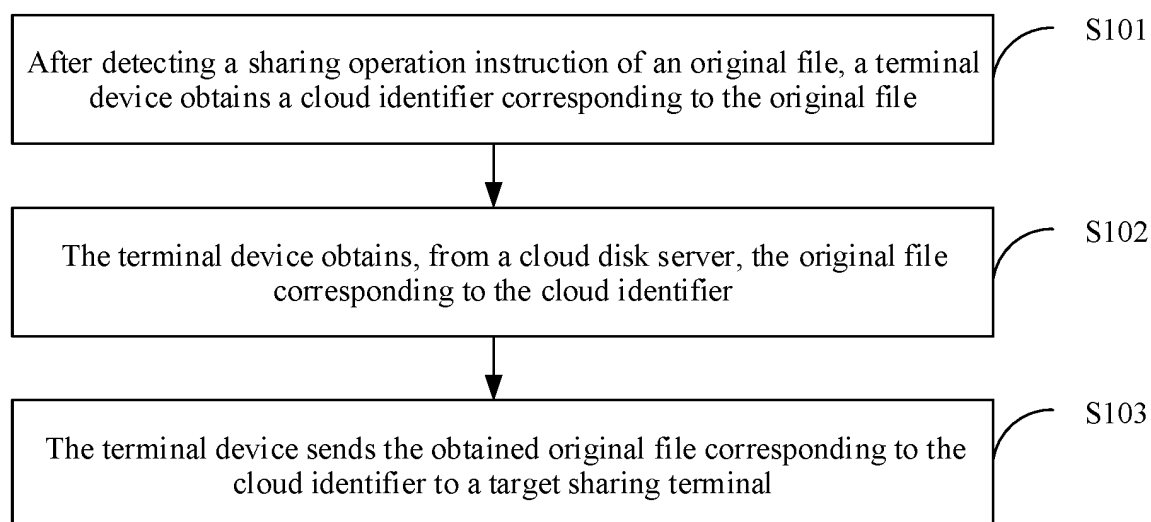 S101
After detecting a sharing operation instruction of an original file, a terminal
device obtains a cloud identifier corresponding to the original file
S102
The terminal device obtains, from a cloud disk server, the original file
corresponding to the cloud identifier
S103
The terminal device sends the obtained original file corresponding to the
cloud identifier to a target sharing terminal